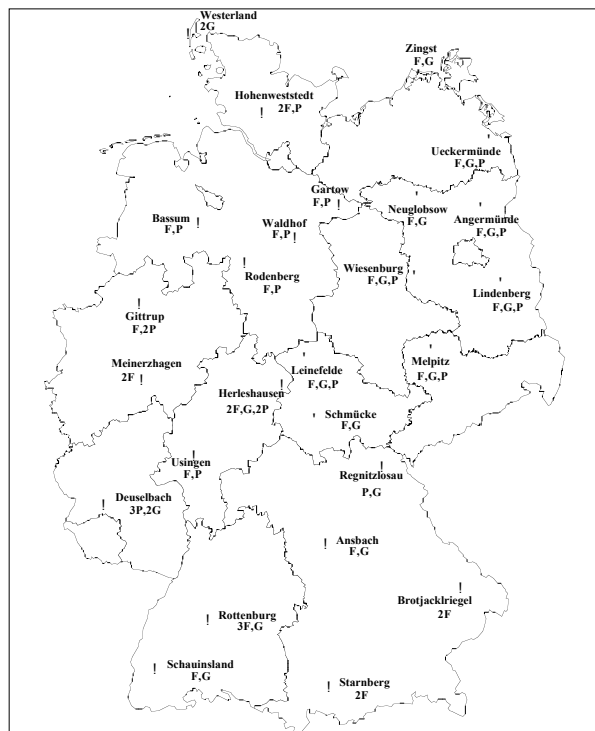 Westerland
2G
Zingst
F,G
Hohenweststedt
2F,P
Ueckermünde
F,G,P
Gartow
F,P
Neuglobsow
F,G
Angermünde
F,G,P
Bassum
F,P
Waldhof
F,P
Wiesenburg
F,G,P
Rodenberg
F,P
Lindenberg
F,G,P
Gittrup
F,2P
Meinerzhagen
2F
Leinefelde
F,G,P
Melpitz
F,G,P
Herleshausen
2F,G,2P
Schmücke
F,G
Usingen
F,P
Regnitzlosau
P,G
Deuselbach
3P,2G
Ansbach
F,G
Brotjacklriegel
2F
Rottenburg
3F,G
Schauinsland
F,G
Starnberg
2F